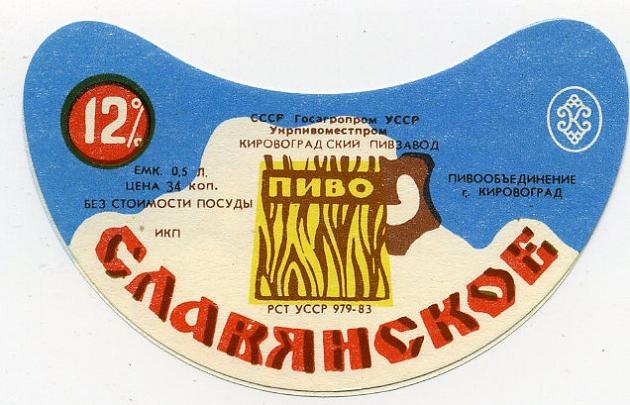 12%
СССР Госагропром УССР
Укрпивоместпром
КИРОВОГРАДСКИЙ ПИВЗАВОД
ЕМК. 0,5 Л.
ЦЕНА 34 КОП.
БЕЗ СТОИМОСТИ ПОСУДЫ
ИКП
ПИВО
ПИВООБЪЕДИНЕНИЕ
г. КИРОВОГРАД
РСТ УССР 979-83
СЛАВЯНСКОЕ